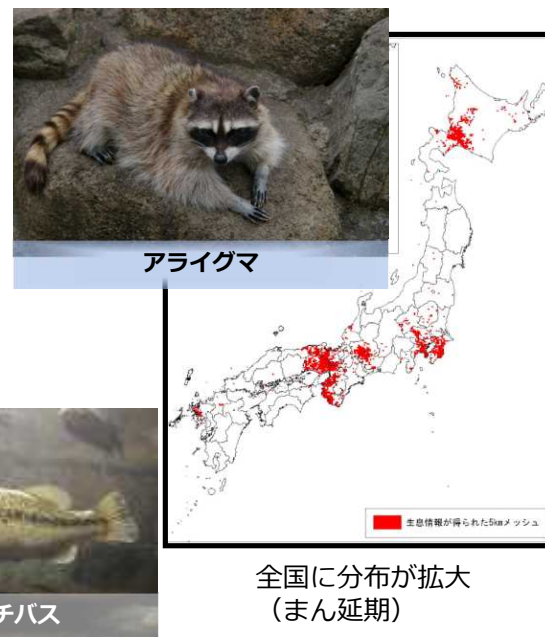 アライグマ
生息情報が得られた5kmメッシュ
チバス
全国に分布が拡大
（まん延期）